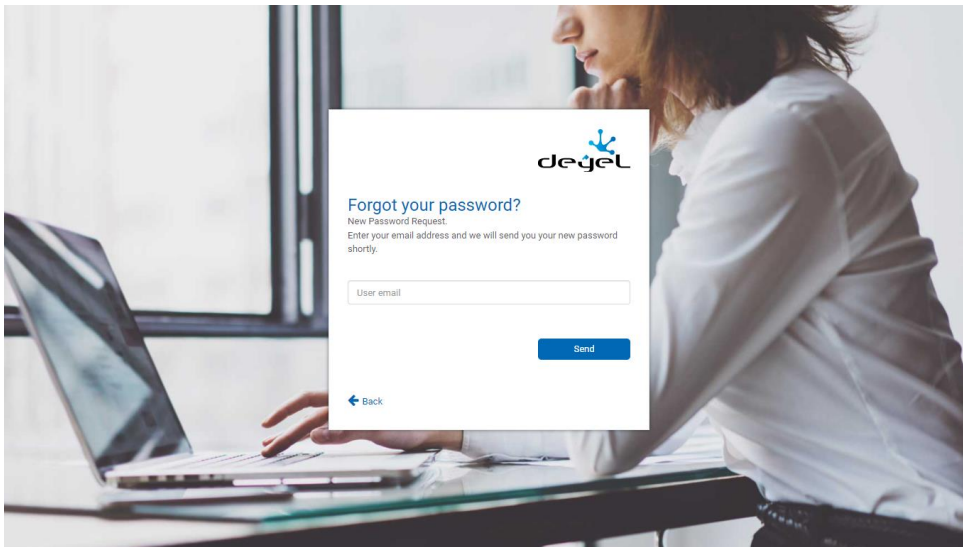 deyel
Forgot your password?
New Password Request.
Enter your email address and we will send you your new password
shortly.
User email
Send
Back